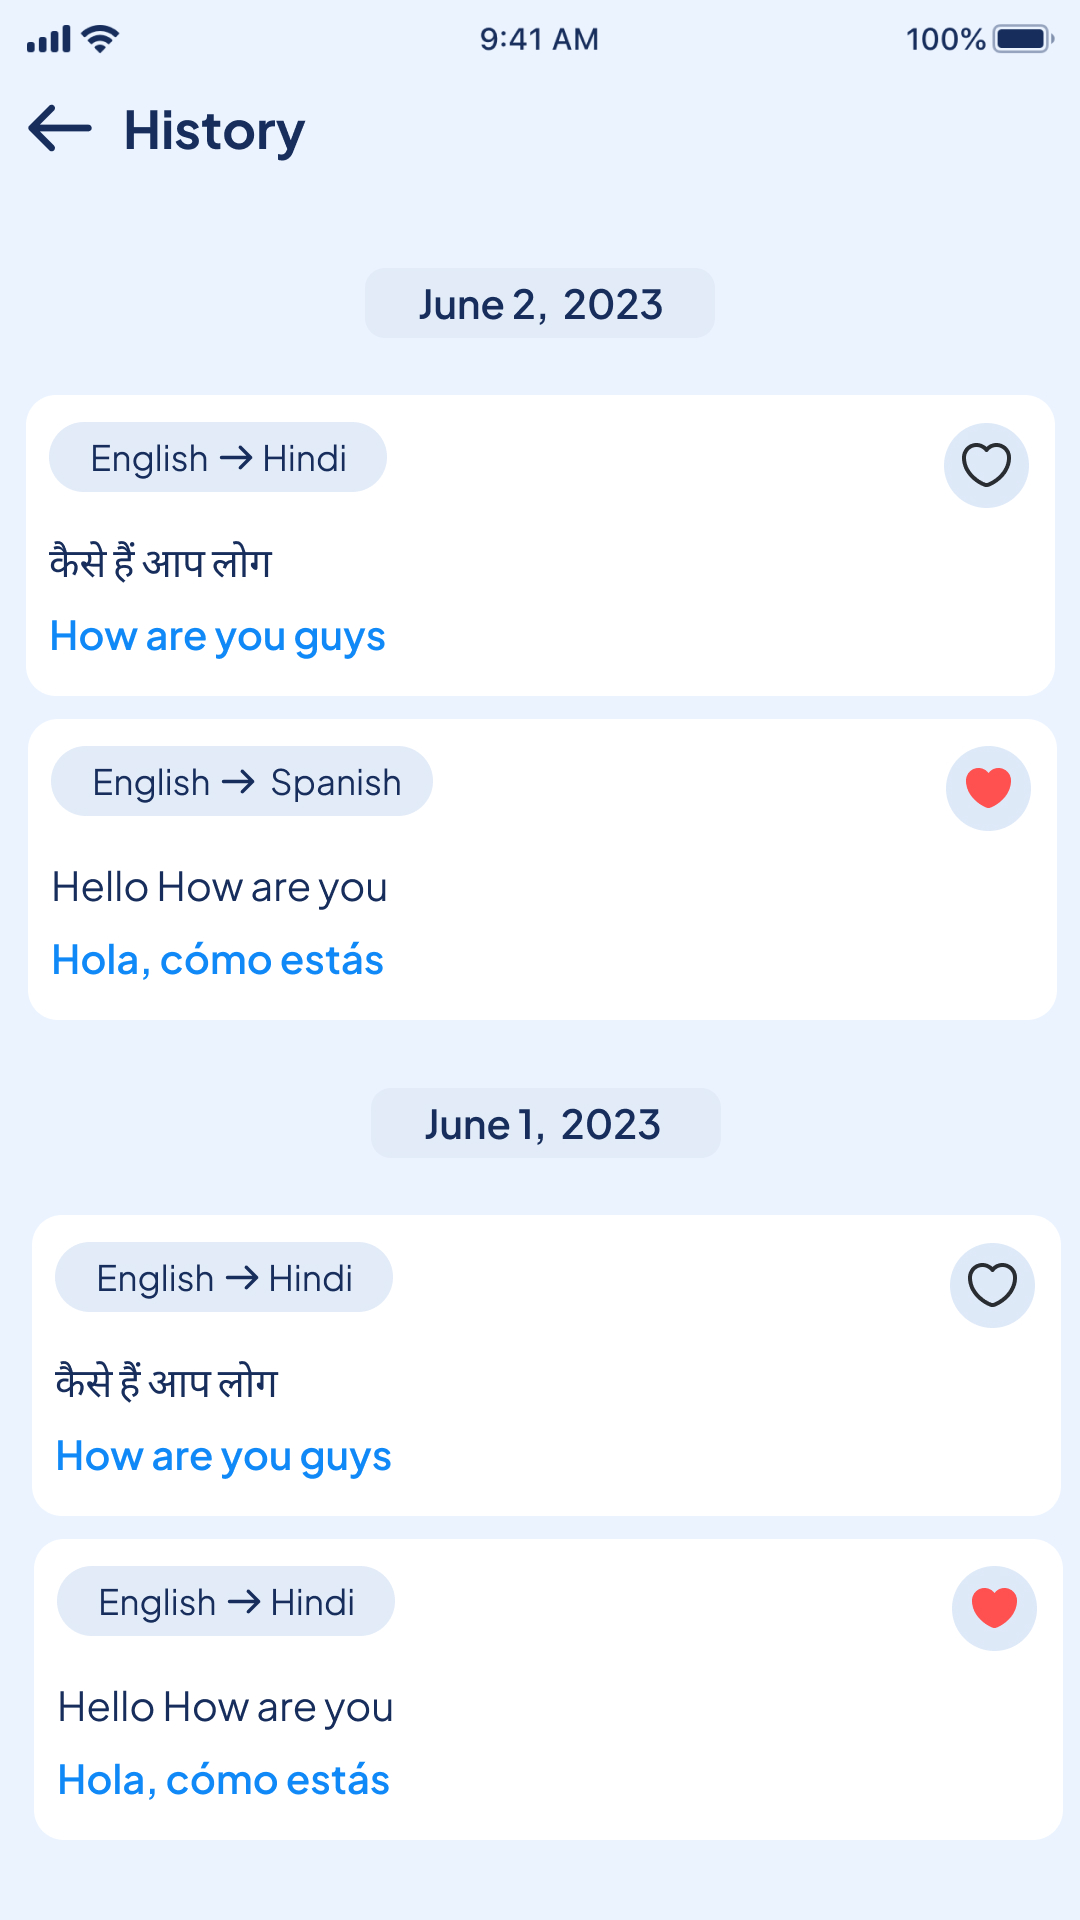 9:41 AM
100%
History
June 2, 2023
English → Hindi
कैसे हैं आप लोग
How are you guys
English → Spanish
Hello How are you
Hola, cómo estás
June 1, 2023
English → Hindi
कैसे हैं आप लोग
How are you guys
English → Hindi
Hello How are you
Hola, cómo estás